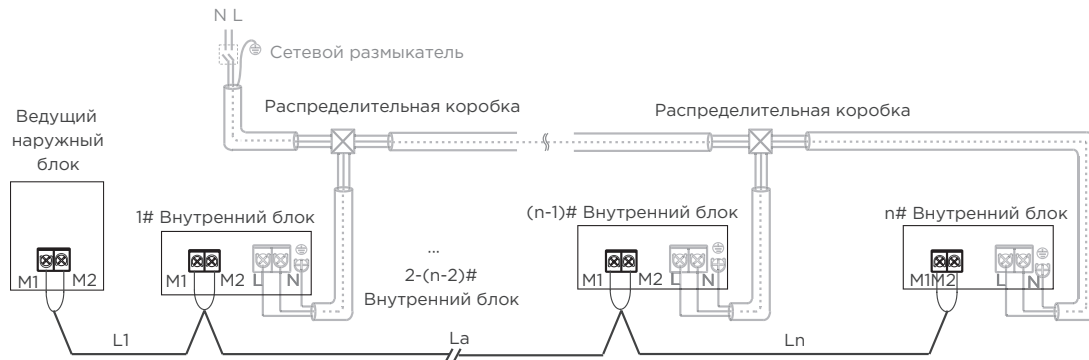 N L
Сетевой размыкатель
Распределительная коробка
Распределительная коробка
Ведущий
наружный
блок
1# Внутренний блок
(n-1)# Внутренний блок
n# Внутренний блок
...
2-(n-2)#
Внутренний блок
M1 M2
M1 M2 L N
M1 M2 L N
M1M2 L N
L1
La
Ln